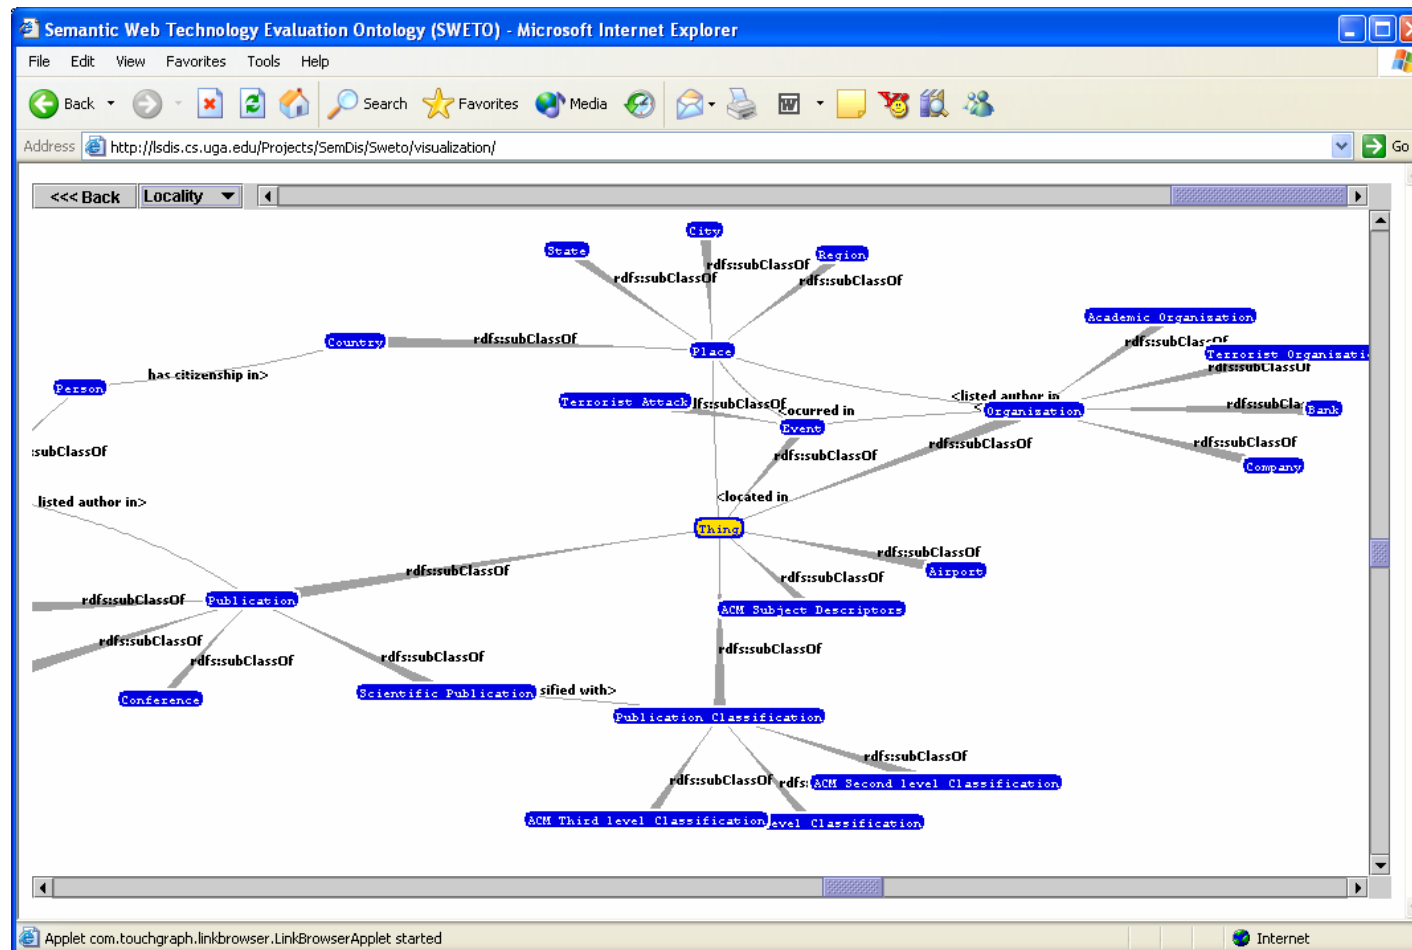 Semantic Web Technology Evaluation Ontology (SWETO) - Microsoft Internet Explorer
File Edit View Favorites Tools Help
Back Search Favorites Media
Address http://lsdis.cs.uga.edu/Projects/SemDis/Sweto/visualization/ Go
<<< Back Locality
City
State
Region
rdfs:subClassOf
rdfs:subClassOf
rdfs:subClassOf
Academic Organization
Country
rdfs:subClassOf
rdfs:subClassOf
Place
Terrorist Organizati
rdfs:subClassOf
has citizenship in>
Person
<listed author in
Terrorist Attack
lfs:subClassOf
<ocurred in
Organization
rdfs:subCla
Bank
Event
:subClassOf
rdfs:subClassOf
rdfs:subClassOf
rdfs:subClassOf
Company
listed author in>
<located in
Thing
rdfs:subClassOf
Airport
rdfs:subClassOf
rdfs:subClassOf
rdfs:subClassOf
Publication
ACM Subject Descriptors
rdfs:subClassOf
rdfs:subClassOf
rdfs:subClassOf
rdfs:subClassOf
Conference
Scientific Publication
sified with>
Publication Classification
rdfs:subClassOf
rdfs:subClassOf
rdfs:
ACM Second level Classification
ACM Third level Classification
evel Classification
Applet com.touchgraph.linkbrowser.LinkBrowserApplet started Internet